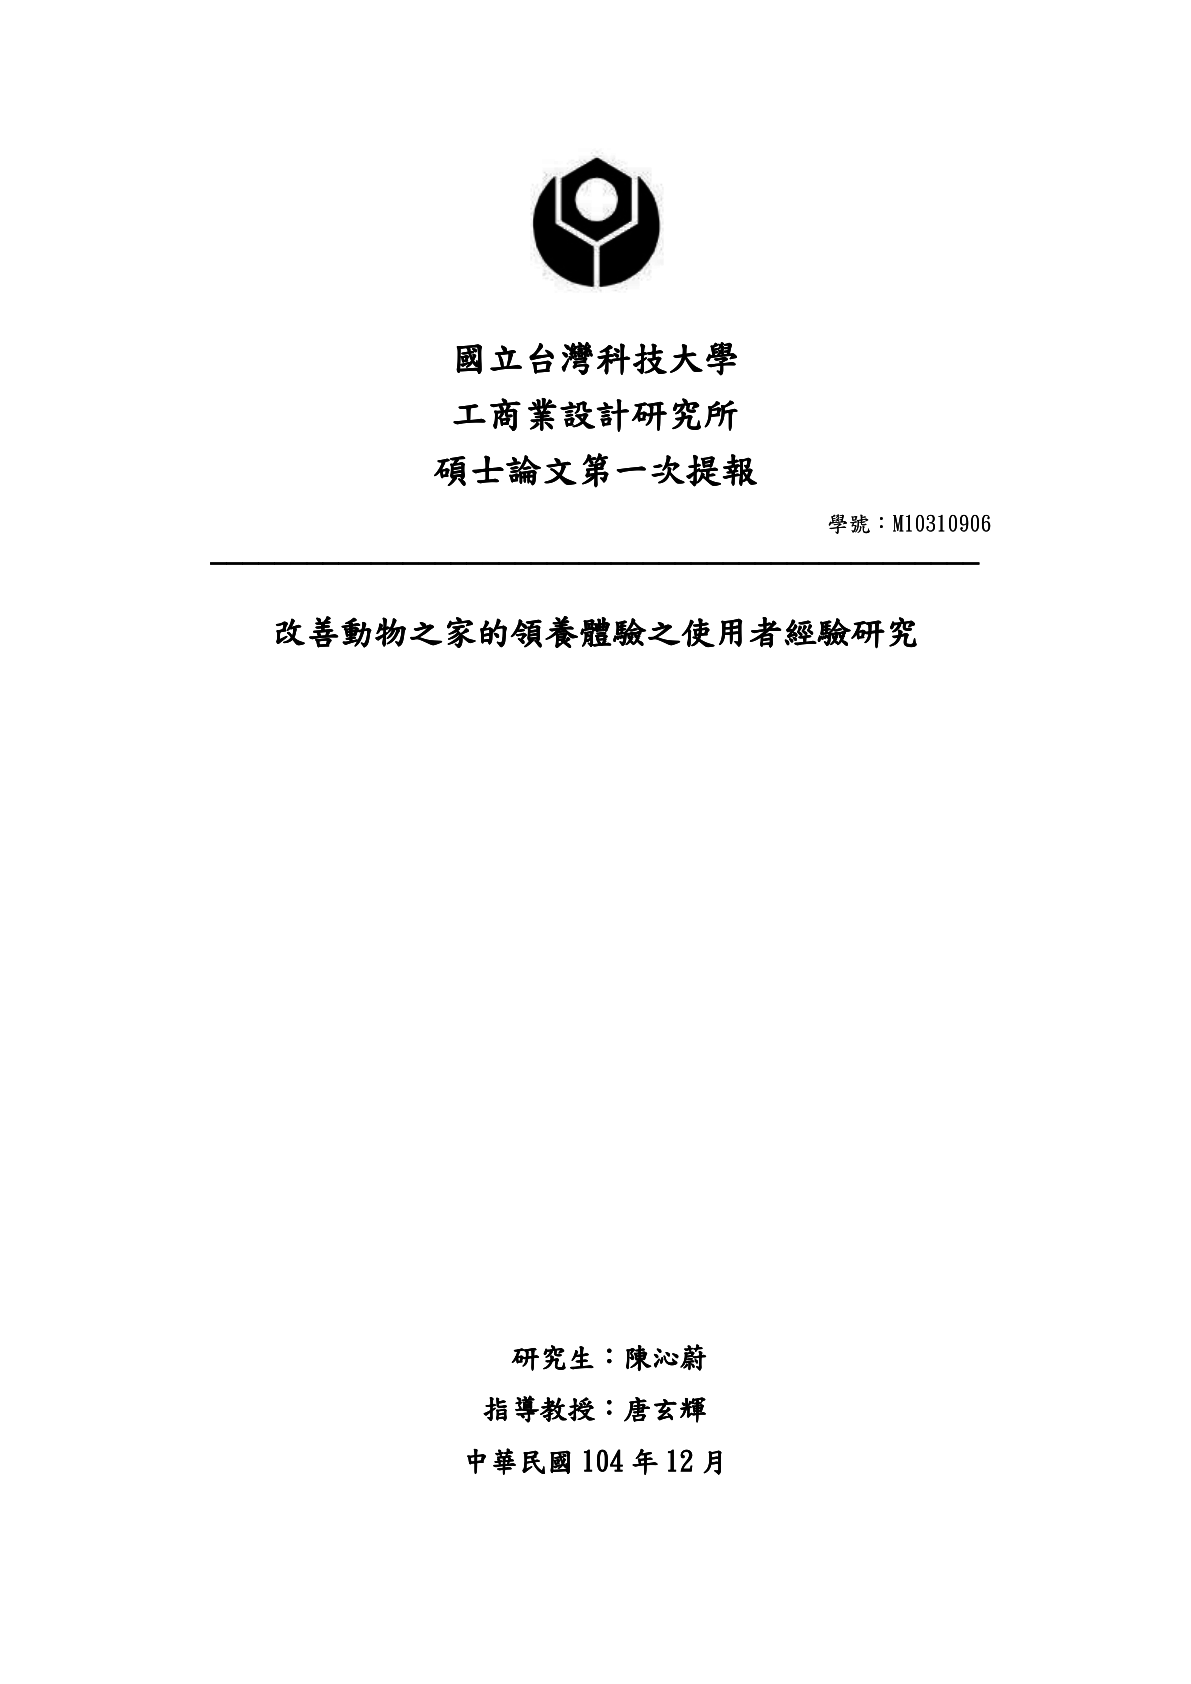 國立台灣科技大學
工商業設計研究所
碩士論文第一次提報
學號：M10310906
改善動物之家的領養體驗之使用者經驗研究
研究生：陳沁蔚
指導教授：唐玄輝
中華民國 104 年 12 月